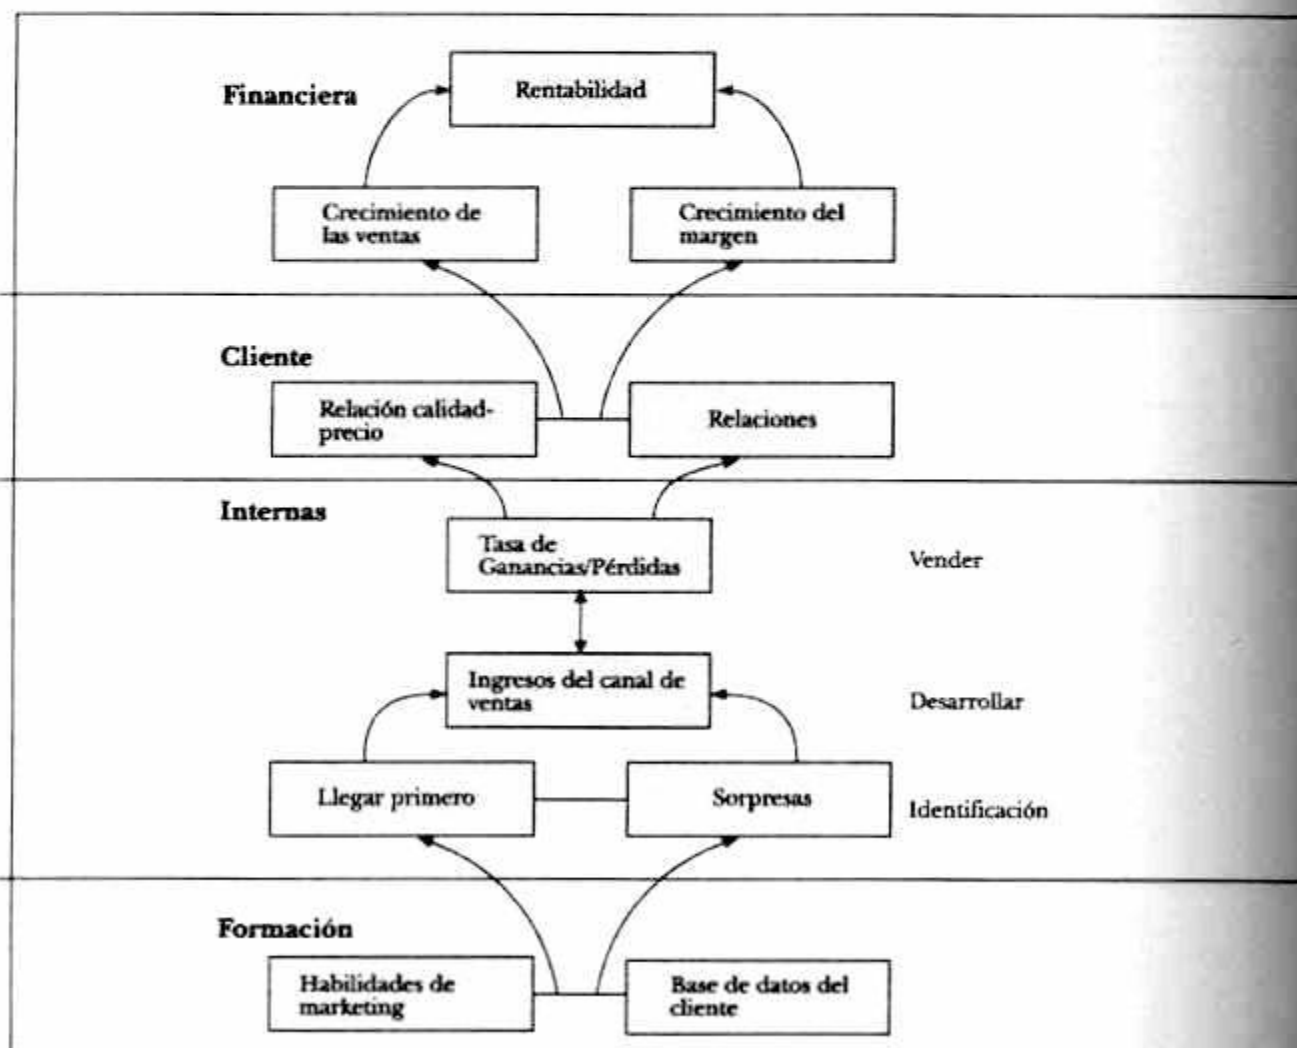 Financiera
Rentabilidad
Crecimiento de
las ventas
Crecimiento del
margen
Cliente
Relación calidad-
precio
Relaciones
Internas
Tasa de
Ganancias/Pérdidas
Vender
Ingresos del canal de
ventas
Desarrollar
Llegar primero
Sorpresas
Identificación
Formación
Habilidades de
marketing
Base de datos del
cliente